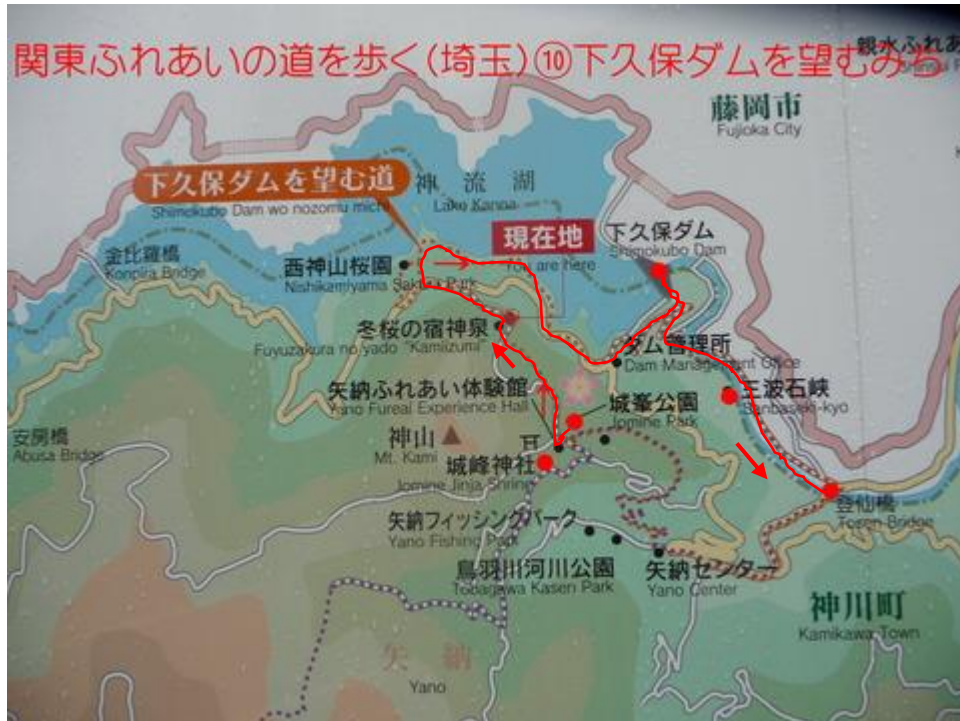 関東ふれあいの道を歩く(埼玉)⑩下久保ダムを望むみち
親水ふれあ
藤岡市
Fujioka City
下久保ダムを望む道
Shimokubo Dam wo nozomu michi
神流湖
Lake Kanna
現在地
You are here
下久保ダム
Shimokubo Dam
金比羅橋
Konpira Bridge
西神山桜園
Nishikamiyama Sakura Park
冬桜の宿神泉
Fuyuzakura no yado "Kamiizumi"
ダム管理所
Dam Management Office
矢納ふれあい体験館
Yano Fureai Experience Hall
三波石峡
Sanbaseki-kyo
城峯公園
Jomine Park
安房橋
Abusa Bridge
神山
Mt. Kami
城峰神社
Jomine Jinja Shrine
登仙橋
Tosen Bridge
矢納フィッシングパーク
Yano Fishing Park
鳥羽川河川公園
Tobagawa Kasen Park
矢納センター
Yano Center
神川町
Kamikawa Town
矢納
Yano